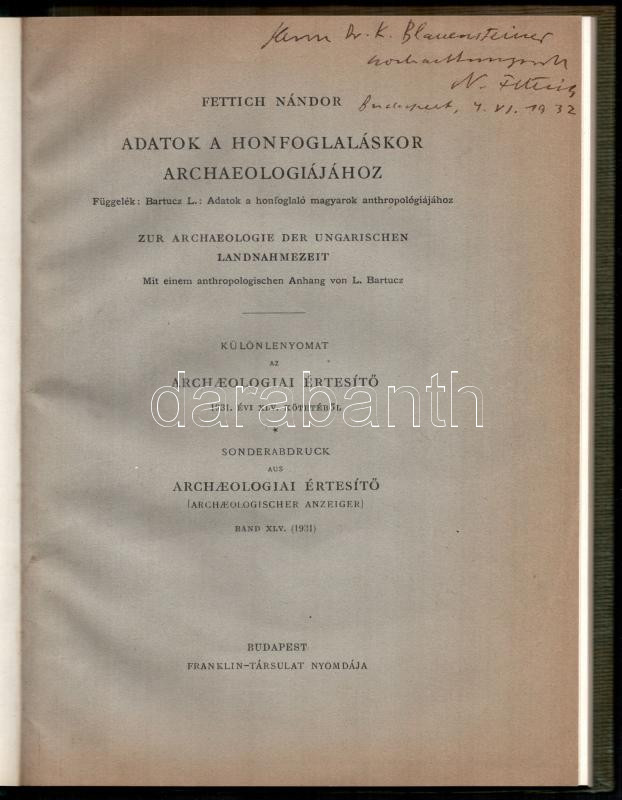 Herrn Dr. K. Blauensteiner
hochachtungsvoll
N. Fettich
Budapest, 4. VI. 1932
FETTICH NÁNDOR
ADATOK A HONFOGLALÁSKOR
ARCHAEOLOGIÁJÁHOZ
Függelék: Bartucz L.: Adatok a honfoglaló magyarok anthropológiájához
ZUR ARCHAEOLOGIE DER UNGARISCHEN
LANDNAHMEZEIT
Mit einem anthropologischen Anhang von L. Bartucz
KÜLÖNLENYOMAT
AZ
ARCHÆOLOGIAI ÉRTESÍTŐ
1931. ÉVI XLV. KÖTETÉBŐL
darabanth
*
SONDERABDRUCK
AUS
ARCHÆOLOGIAI ÉRTESÍTŐ
(ARCHÆOLOGISCHER ANZEIGER)
BAND XLV. (1931)
BUDAPEST
FRANKLIN-TÁRSULAT NYOMDÁJA